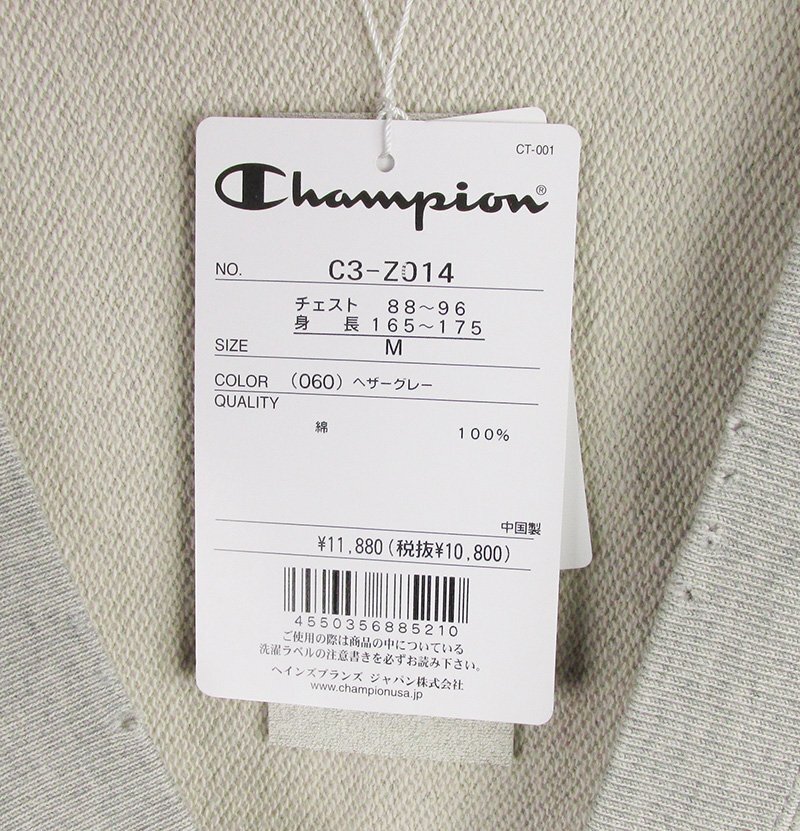 CT-001
Champion®
NO. C3-Z014
チェスト 88～96
身長 165～175
SIZE M
COLOR (060) ヘザーグレー
QUALITY
綿 100%
中国製
¥11,880(税抜¥10,800)
4550356885210
ご使用の際は商品の中についている
洗濯ラベルの注意書きを必ずお読み下さい。
ヘインズブランズ ジャパン株式会社
www.championusa.jp